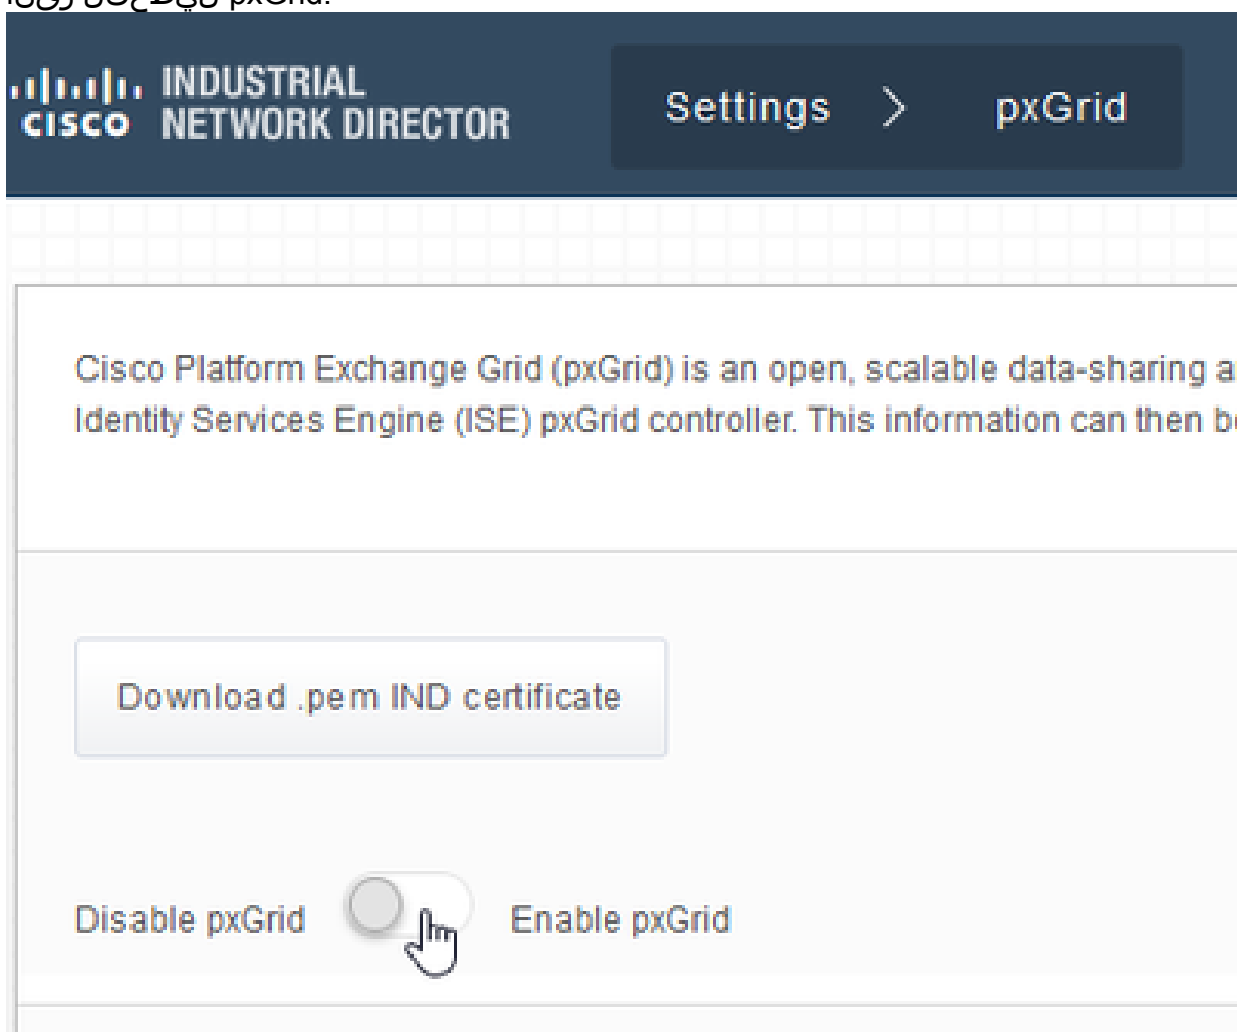 pxGrid.
INDUSTRIAL
NETWORK DIRECTOR
CISCO
Settings > pxGrid
Cisco Platform Exchange Grid (pxGrid) is an open, scalable data-sharing a
Identity Services Engine (ISE) pxGrid controller. This information can then b
Download .pem IND certificate
Disable pxGrid
Enable pxGrid